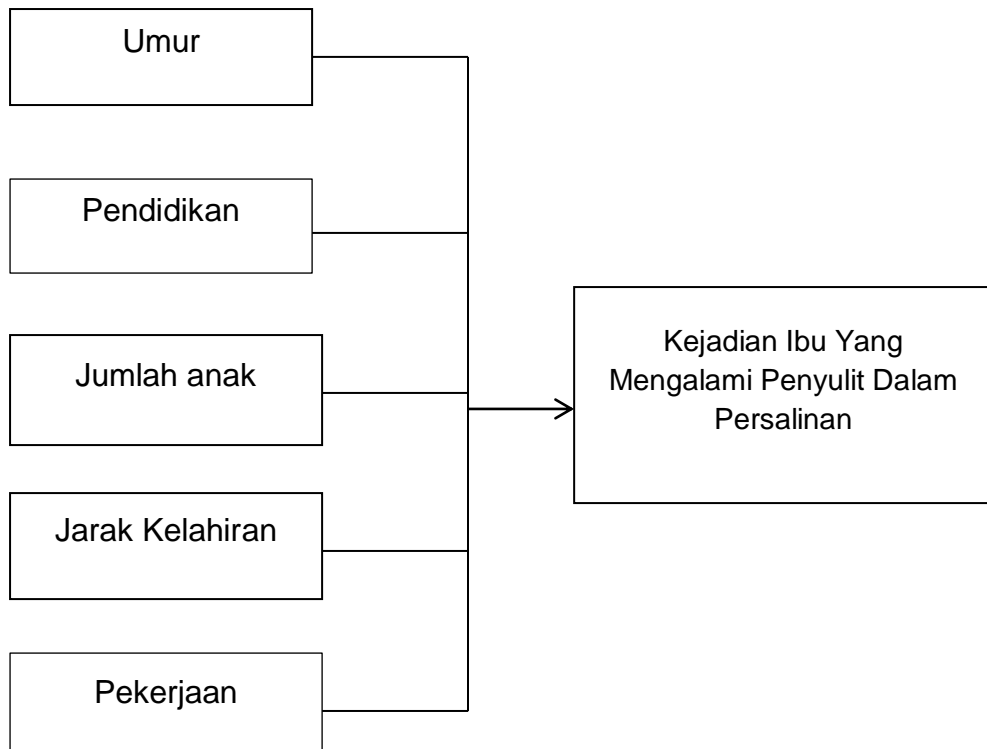 Umur
Pendidikan
Jumlah anak
Jarak Kelahiran
Pekerjaan
Kejadian Ibu Yang
Mengalami Penyulit Dalam
Persalinan